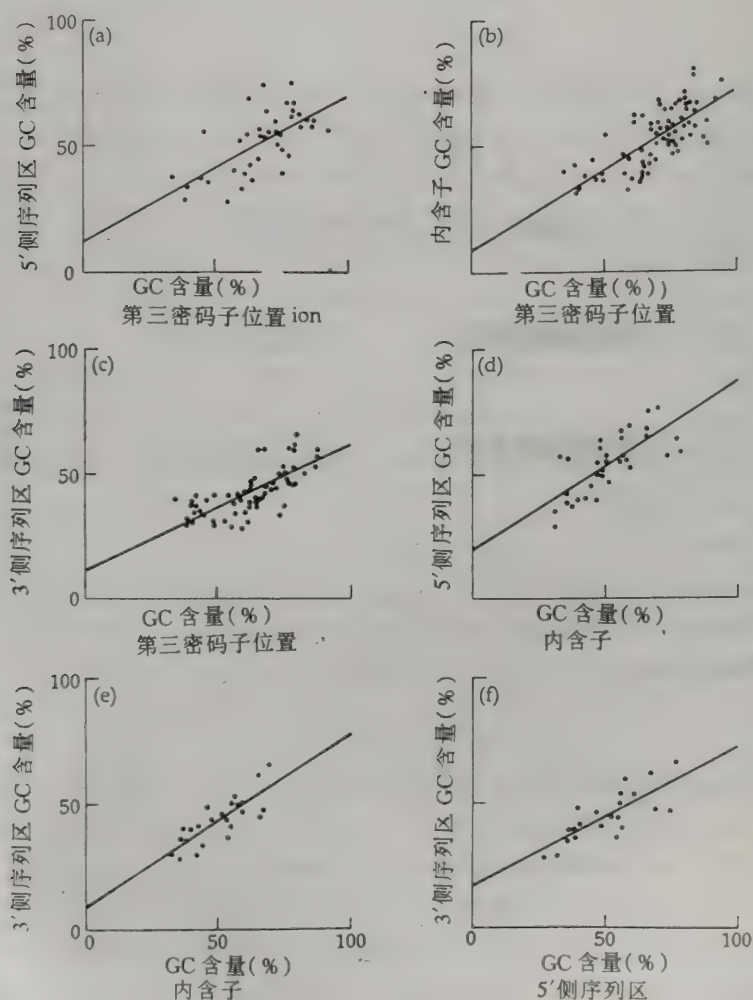 (a)
100
50
0
5′侧序列区 GC 含量(%)
GC 含量(%)
第三密码子位置 ion
(b)
内含子 GC 含量(%)
GC 含量(%))
第三密码子位置
(c)
100
50
0
3′侧序列区 GC 含量(%)
GC 含量(%)
第三密码子位置
(d)
5′侧序列区 GC 含量(%)
GC 含量(%)
内含子
(e)
100
50
0
3′侧序列区 GC 含量(%)
0 50 100
GC 含量(%)
内含子
(f)
3′侧序列区 GC 含量(%)
0 50 100
GC 含量(%)
5′侧序列区